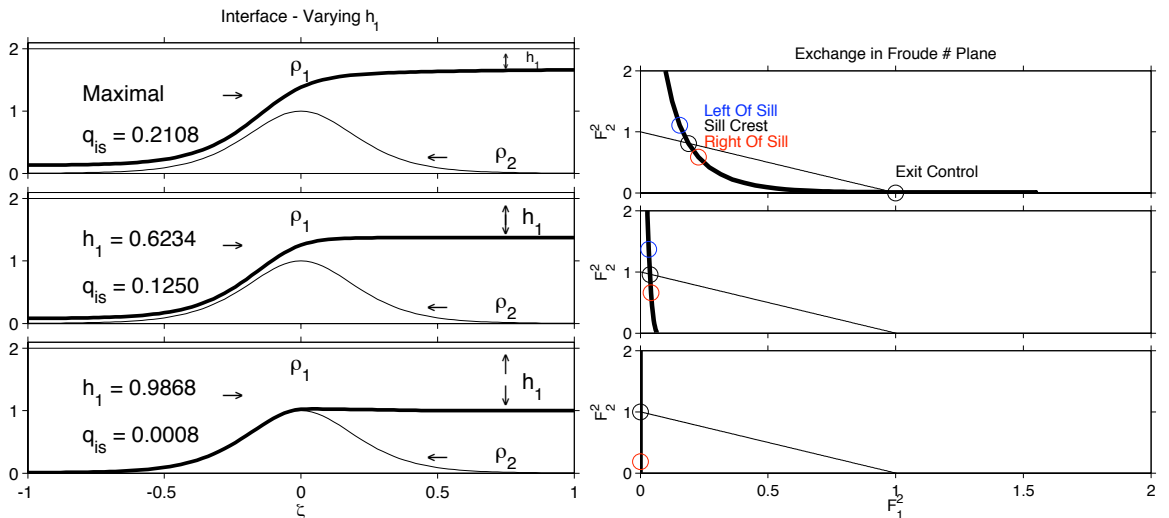 Interface - Varying h1
2
1
0
Maximal
qis = 0.2108
ρ1
h1
ρ2
2
1
0
h1 = 0.6234
qis = 0.1250
ρ1
h1
ρ2
2
1
0
h1 = 0.9868
qis = 0.0008
ρ1
h1
ρ2
-1 -0.5 0 0.5 1
ζ
Exchange in Froude # Plane
2
1
0
F₂²
Left Of Sill
Sill Crest
Right Of Sill
Exit Control
2
1
0
F₂²
2
1
0
F₂²
0 0.5 1 1.5 2
F₁²